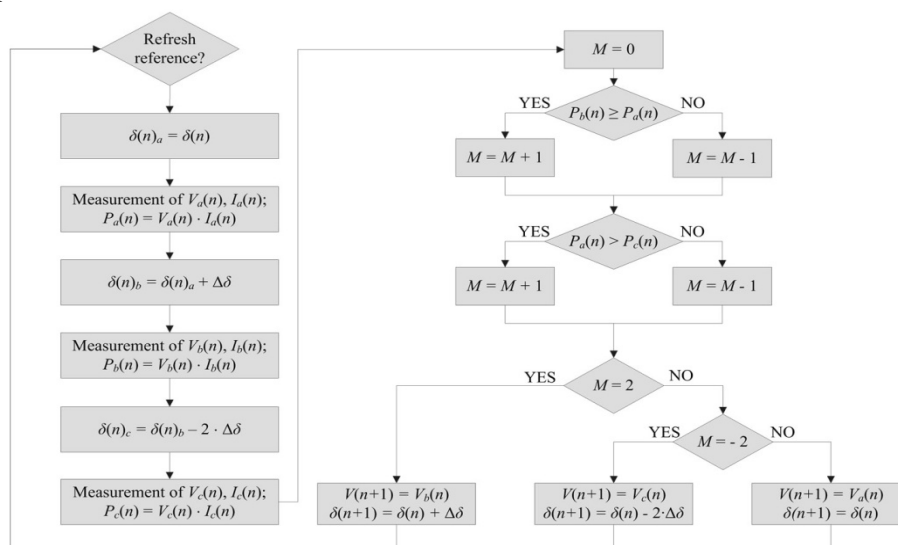 Refresh
reference?
δ(n)a = δ(n)
Measurement of Va(n), Ia(n);
Pa(n) = Va(n) · Ia(n)
δ(n)b = δ(n)a + Δδ
Measurement of Vb(n), Ib(n);
Pb(n) = Vb(n) · Ib(n)
δ(n)c = δ(n)b – 2 · Δδ
Measurement of Vc(n), Ic(n);
Pc(n) = Vc(n) · Ic(n)
M = 0
YES
Pb(n) ≥ Pa(n)
NO
M = M + 1
M = M - 1
YES
Pa(n) > Pc(n)
NO
M = M + 1
M = M - 1
YES
M = 2
NO
YES
M = - 2
NO
V(n+1) = Vb(n)
δ(n+1) = δ(n) + Δδ
V(n+1) = Vc(n)
δ(n+1) = δ(n) - 2·Δδ
V(n+1) = Va(n)
δ(n+1) = δ(n)